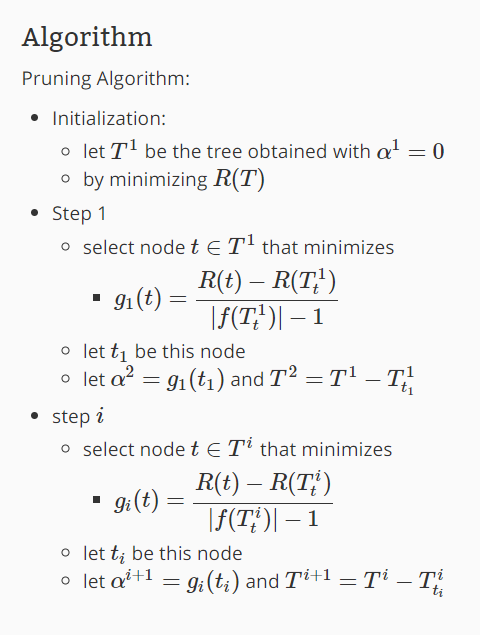 Algorithm
Pruning Algorithm:
• Initialization:
◦ let $T^1$ be the tree obtained with $\alpha^1 = 0$
◦ by minimizing $R(T)$
• Step 1
◦ select node $t \in T^1$ that minimizes
▪ $g_1(t) = \dfrac{R(t) - R(T_t^1)}{|f(T_t^1)| - 1}$
◦ let $t_1$ be this node
◦ let $\alpha^2 = g_1(t_1)$ and $T^2 = T^1 - T_{t_1}^1$
• step $i$
◦ select node $t \in T^i$ that minimizes
▪ $g_i(t) = \dfrac{R(t) - R(T_t^i)}{|f(T_t^i)| - 1}$
◦ let $t_i$ be this node
◦ let $\alpha^{i+1} = g_i(t_i)$ and $T^{i+1} = T^i - T_{t_i}^i$